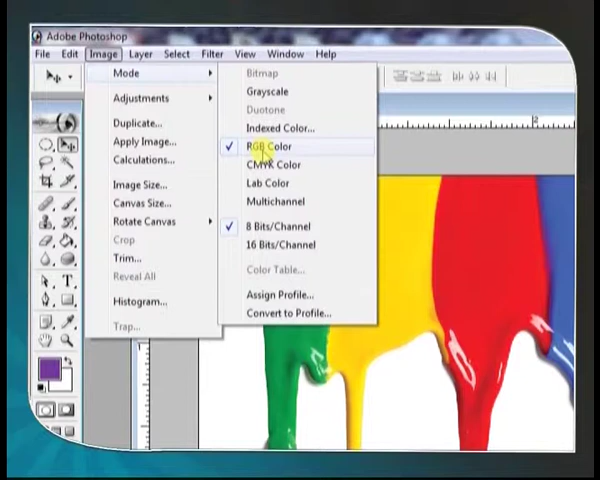 Adobe Photoshop
File Edit Image Layer Select Filter View Window Help
Mode
Adjustments
Duplicate...
Apply Image...
Calculations...
Image Size...
Canvas Size...
Rotate Canvas
Crop
Trim...
Reveal All
Histogram...
Trap...
Bitmap
Grayscale
Duotone
Indexed Color...
RGB Color
CMYK Color
Lab Color
Multichannel
8 Bits/Channel
16 Bits/Channel
Color Table...
Assign Profile...
Convert to Profile...
2
1
T